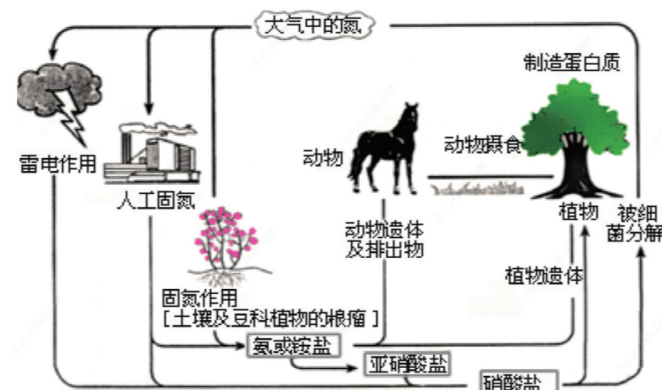 大气中的氮
制造蛋白质
雷电作用
人工固氮
动物
动物摄食
植物
被细
菌分解
动物遗体
及排出物
植物遗体
固氮作用
[土壤及豆科植物的根瘤]
氨或铵盐
亚硝酸盐
硝酸盐